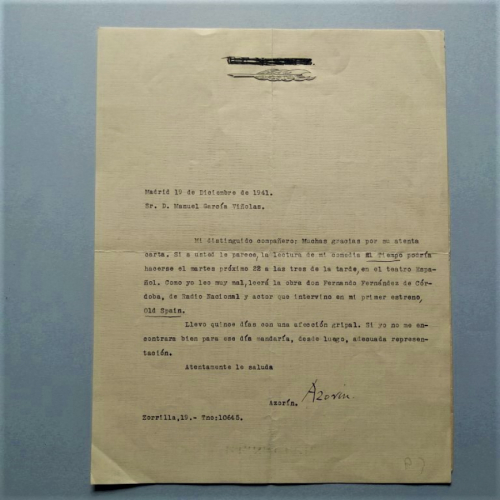 Madrid 19 de Diciembre de 1941.
Sr. D. Manuel García Viñolas.
Mi distinguido compañero: Muchas gracias por su atenta
carta. Si a usted le parece, la lectura de mi comedia El Tiempo podría
hacerse el martes próximo 22 a las tres de la tarde, en el teatro Espa-
ñol. Como yo leo muy mal, leerá la obra don Fernando Fernández de Cór-
doba, de Radio Nacional y actor que intervino en mi primer estreno,
Old Spain.
Llevo quince días con una afección gripal. Si yo no me en-
contrara bien para ese día mandaría, desde luego, adecuada represen-
tación.
Atentamente le saluda
Azorín.
Azorín
Zorrilla,19.- Tno:10645.